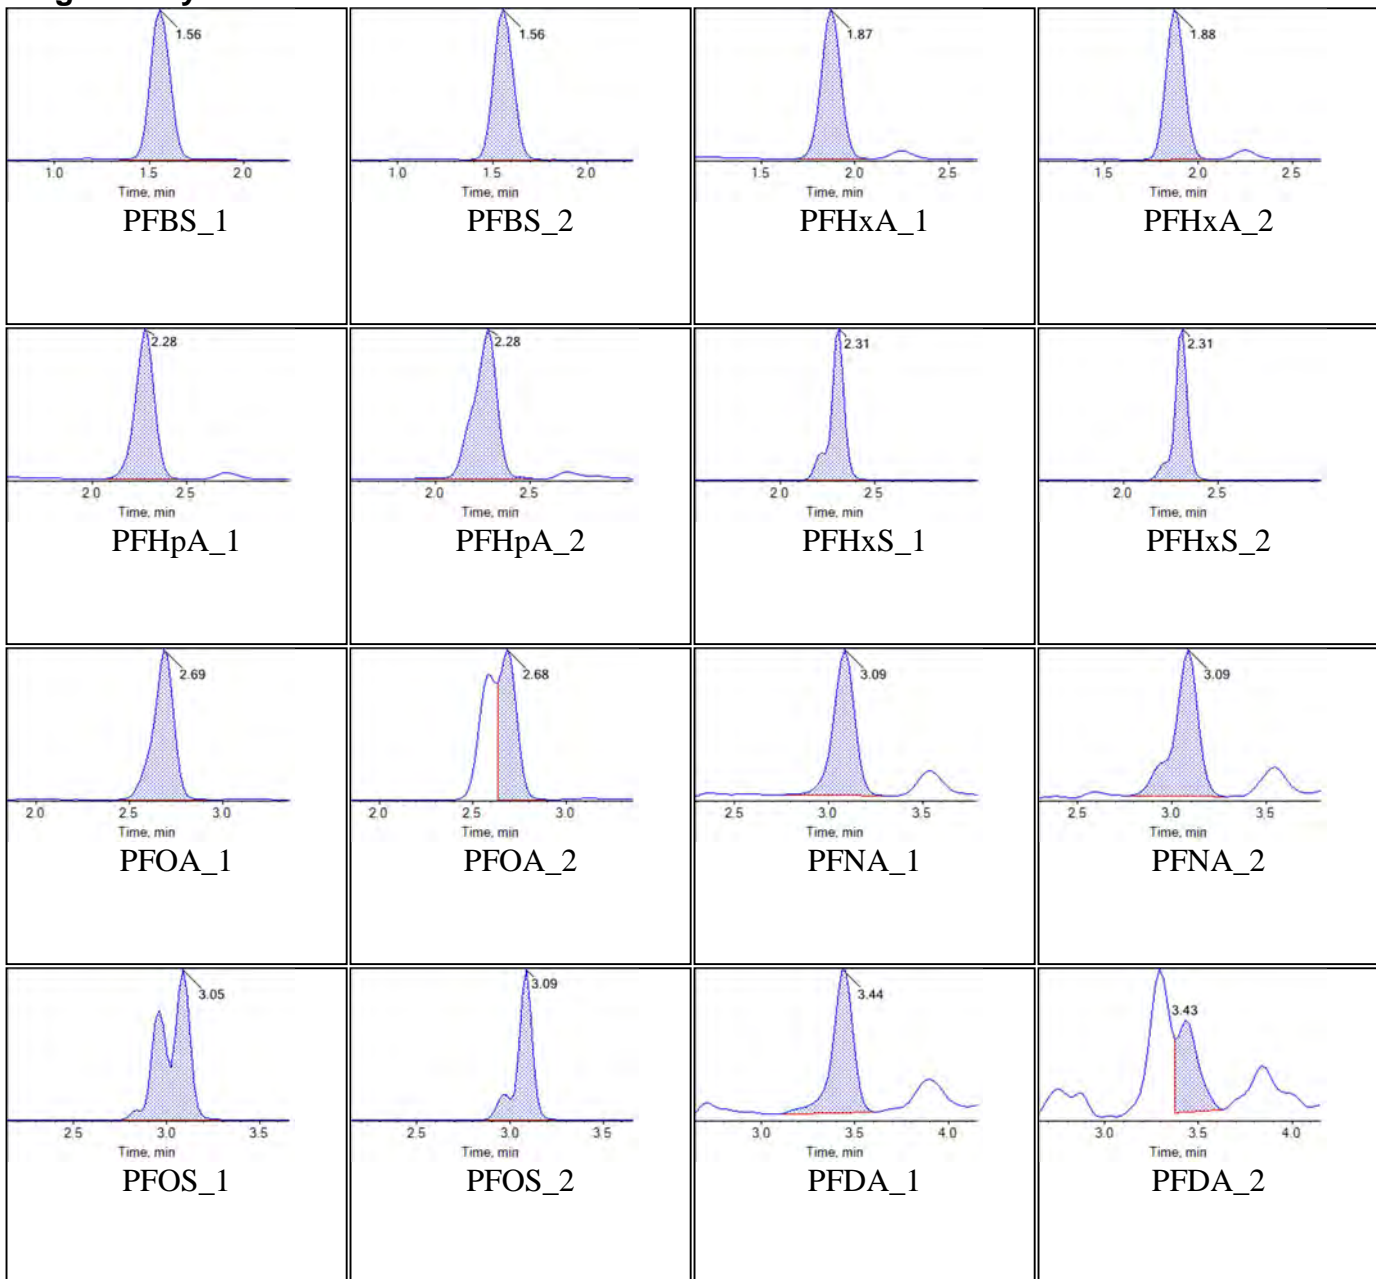 1.56 1.56 1.87 1.88
1.0 1.5 2.0 1.0 1.5 2.0 1.5 2.0 2.5 1.5 2.0 2.5
Time, min Time, min Time, min Time, min
PFBS_1 PFBS_2 PFHxA_1 PFHxA_2
2.28 2.28 2.31 2.31
2.0 2.5 2.0 2.5 2.0 2.5 2.0 2.5
Time, min Time, min Time, min Time, min
PFHpA_1 PFHpA_2 PFHxS_1 PFHxS_2
2.69 2.68 3.09 3.09
2.0 2.5 3.0 2.0 2.5 3.0 2.5 3.0 3.5 2.5 3.0 3.5
Time, min Time, min Time, min Time, min
PFOA_1 PFOA_2 PFNA_1 PFNA_2
3.05 3.09 3.44 3.43
2.5 3.0 3.5 2.5 3.0 3.5 3.0 3.5 4.0 3.0 3.5 4.0
Time, min Time, min Time, min Time, min
PFOS_1 PFOS_2 PFDA_1 PFDA_2